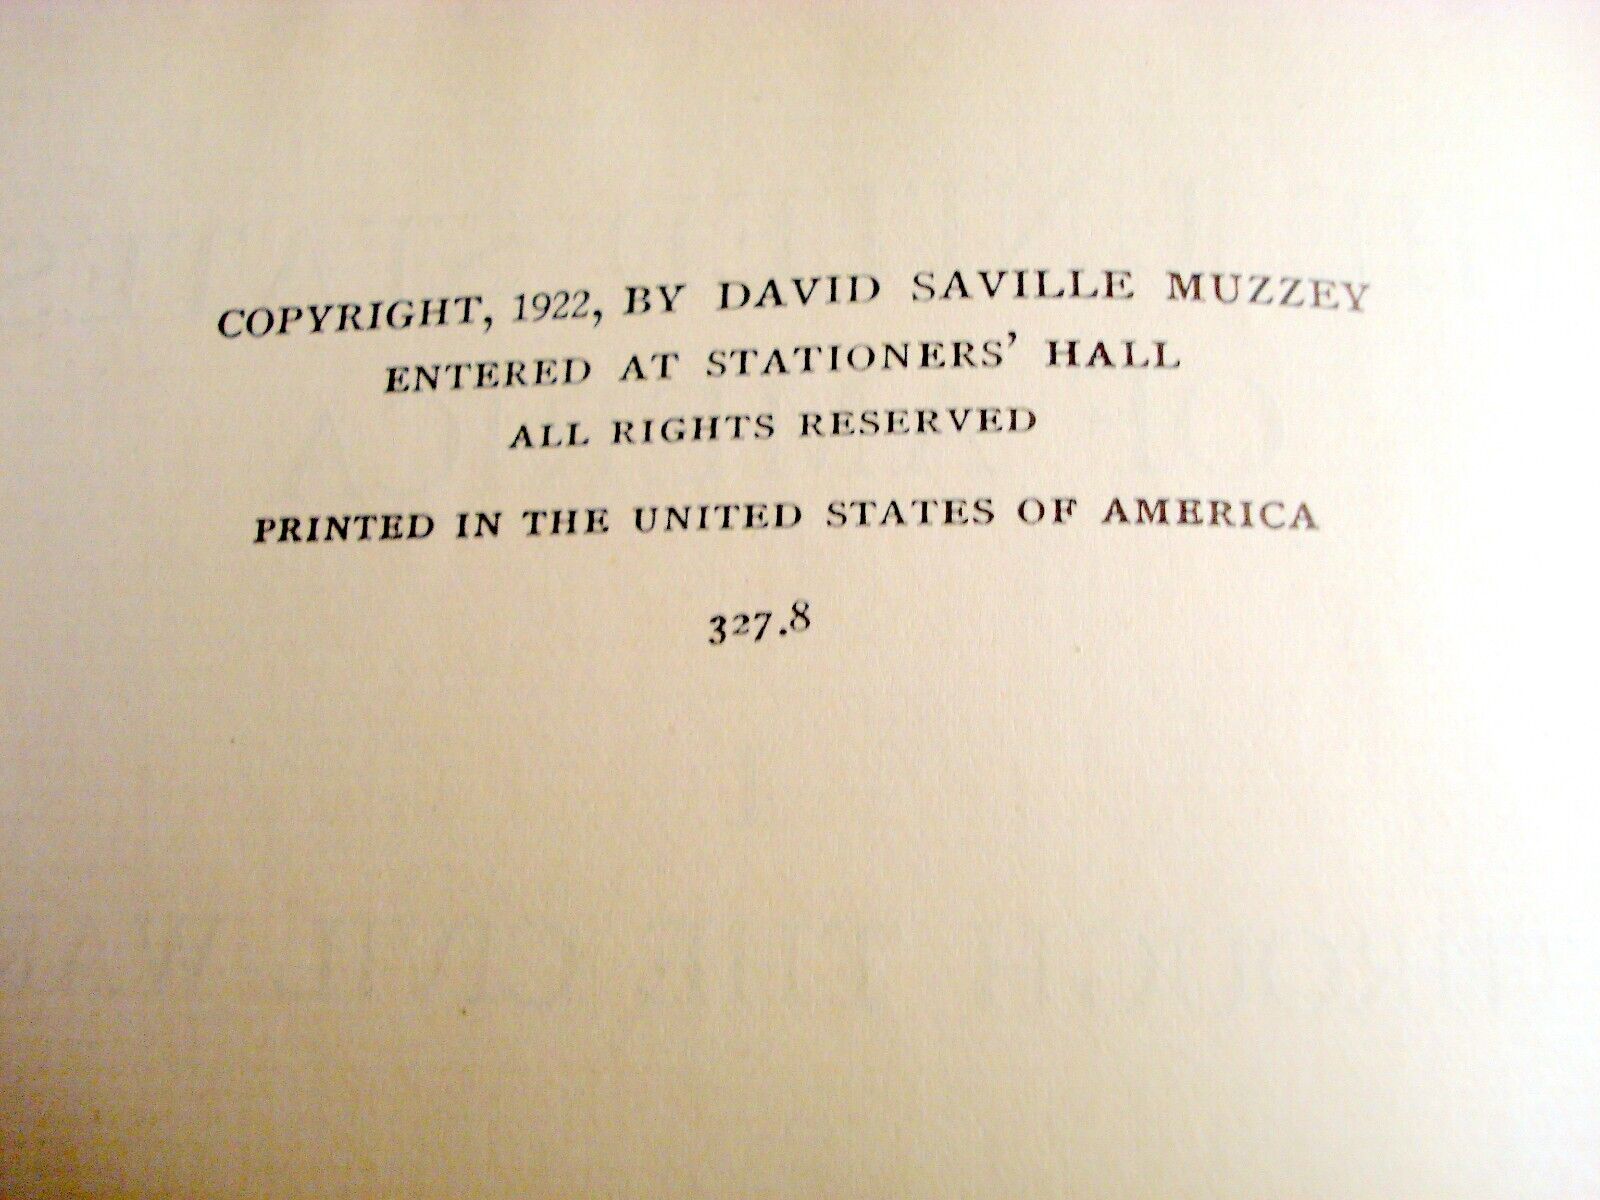 COPYRIGHT, 1922, BY DAVID SAVILLE MUZZEY
ENTERED AT STATIONERS' HALL
ALL RIGHTS RESERVED
PRINTED IN THE UNITED STATES OF AMERICA
327.8